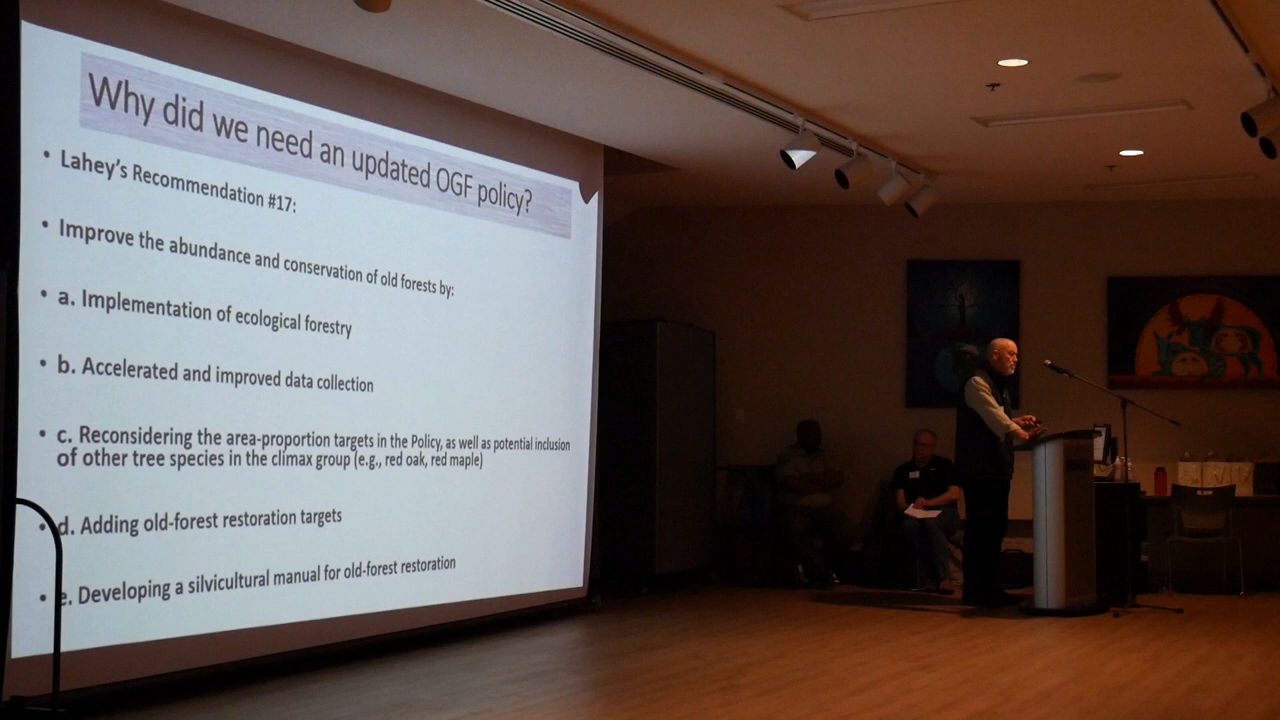 Why did we need an updated OGF policy?
• Lahey's Recommendation #17:
• Improve the abundance and conservation of old forests by:
• a. Implementation of ecological forestry
• b. Accelerated and improved data collection
• c. Reconsidering the area-proportion targets in the Policy, as well as potential inclusion
of other tree species in the climax group (e.g., red oak, red maple)
• d. Adding old-forest restoration targets
• e. Developing a silvicultural manual for old-forest restoration